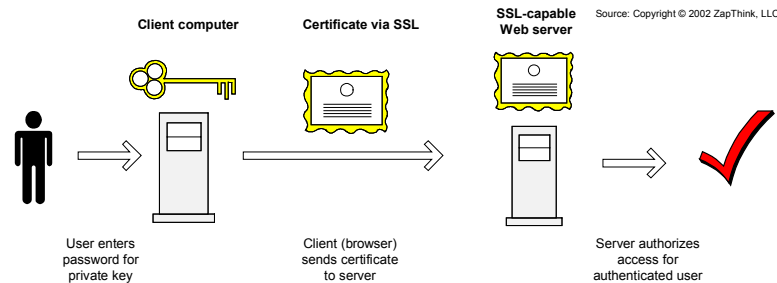 Client computer
Certificate via SSL
SSL-capable
Web server
Source: Copyright © 2002 ZapThink, LLC
User enters
password for
private key
Client (browser)
sends certificate
to server
Server authorizes
access for
authenticated user